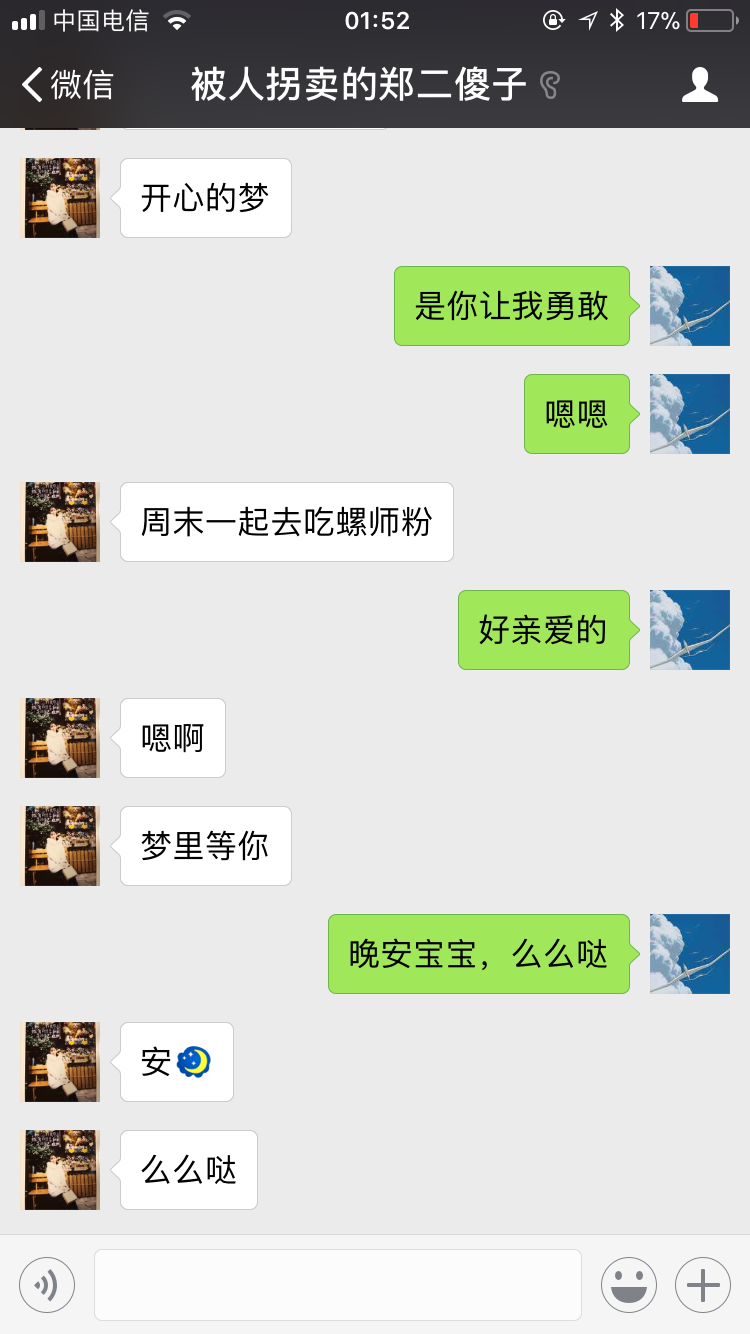 中国电信 01:52 17%
微信 被人拐卖的郑二傻子
开心的梦
是你让我勇敢
嗯嗯
周末一起去吃螺师粉
好亲爱的
嗯啊
梦里等你
晚安宝宝，么么哒
安
么么哒